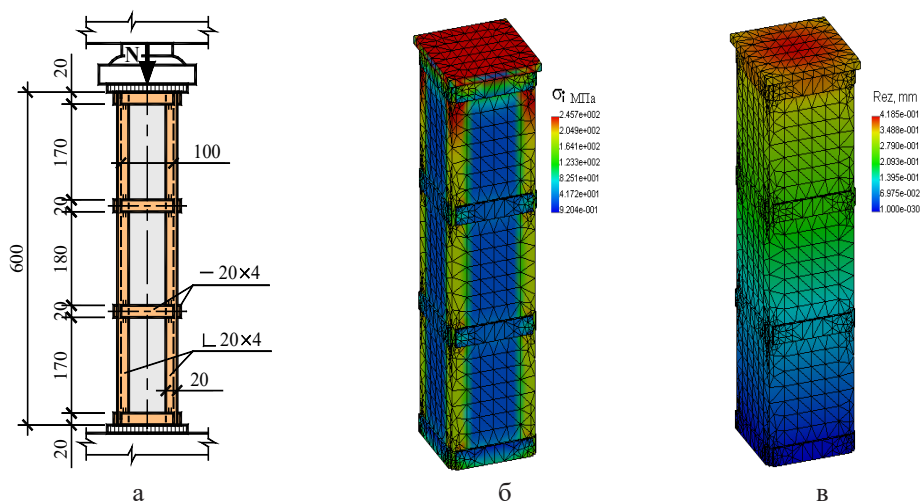 N
20
170
100
20
600
180
— 20×4
20
170
∟ 20×4
20
20
а
σi МПа
2.457e+002
2.049e+002
1.641e+002
1.233e+002
8.251e+001
4.172e+001
9.204e-001
б
Rez, mm
4.185e-001
3.488e-001
2.790e-001
2.093e-001
1.395e-001
6.975e-002
1.000e-030
в